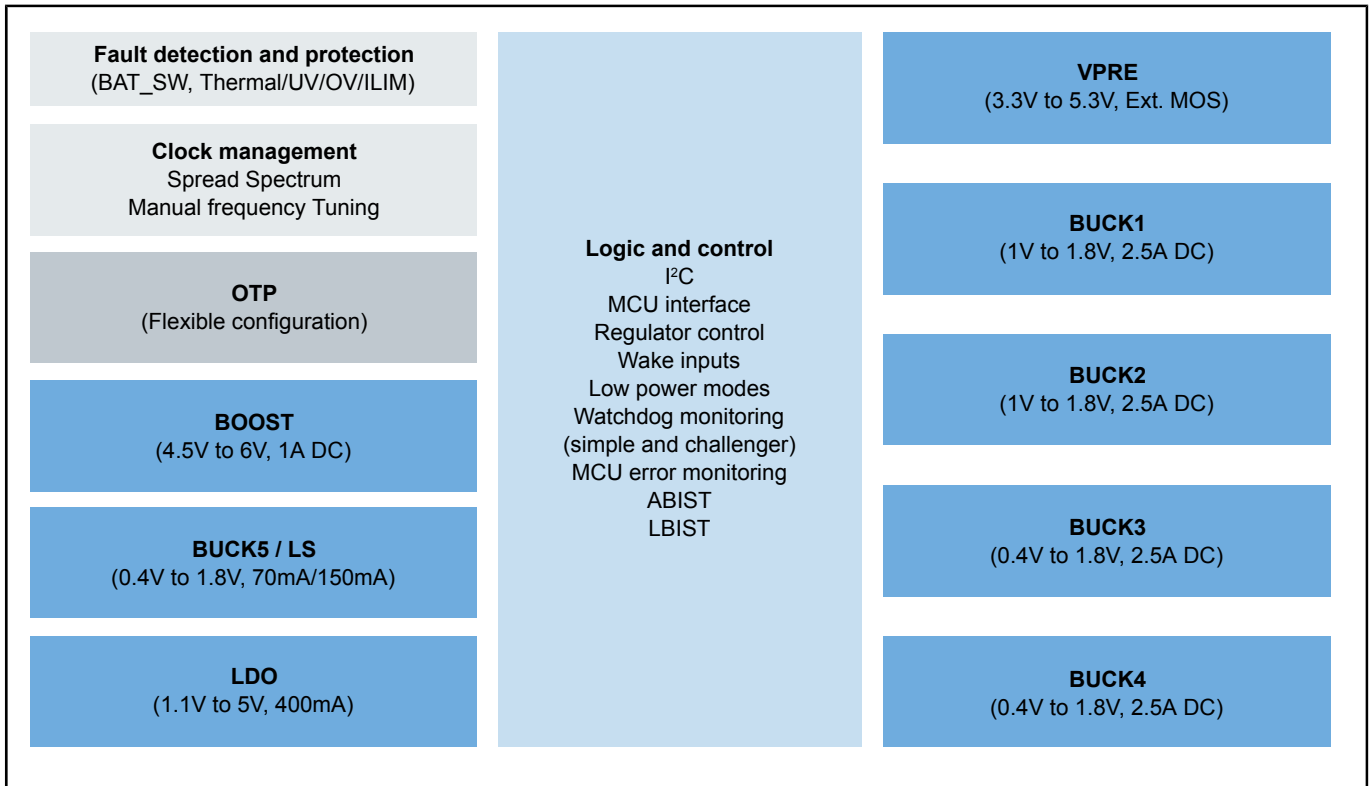 Fault detection and protection
(BAT_SW, Thermal/UV/OV/ILIM)
Clock management
Spread Spectrum
Manual frequency Tuning
OTP
(Flexible configuration)
BOOST
(4.5V to 6V, 1A DC)
BUCK5 / LS
(0.4V to 1.8V, 70mA/150mA)
LDO
(1.1V to 5V, 400mA)
Logic and control
I²C
MCU interface
Regulator control
Wake inputs
Low power modes
Watchdog monitoring
(simple and challenger)
MCU error monitoring
ABIST
LBIST
VPRE
(3.3V to 5.3V, Ext. MOS)
BUCK1
(1V to 1.8V, 2.5A DC)
BUCK2
(1V to 1.8V, 2.5A DC)
BUCK3
(0.4V to 1.8V, 2.5A DC)
BUCK4
(0.4V to 1.8V, 2.5A DC)